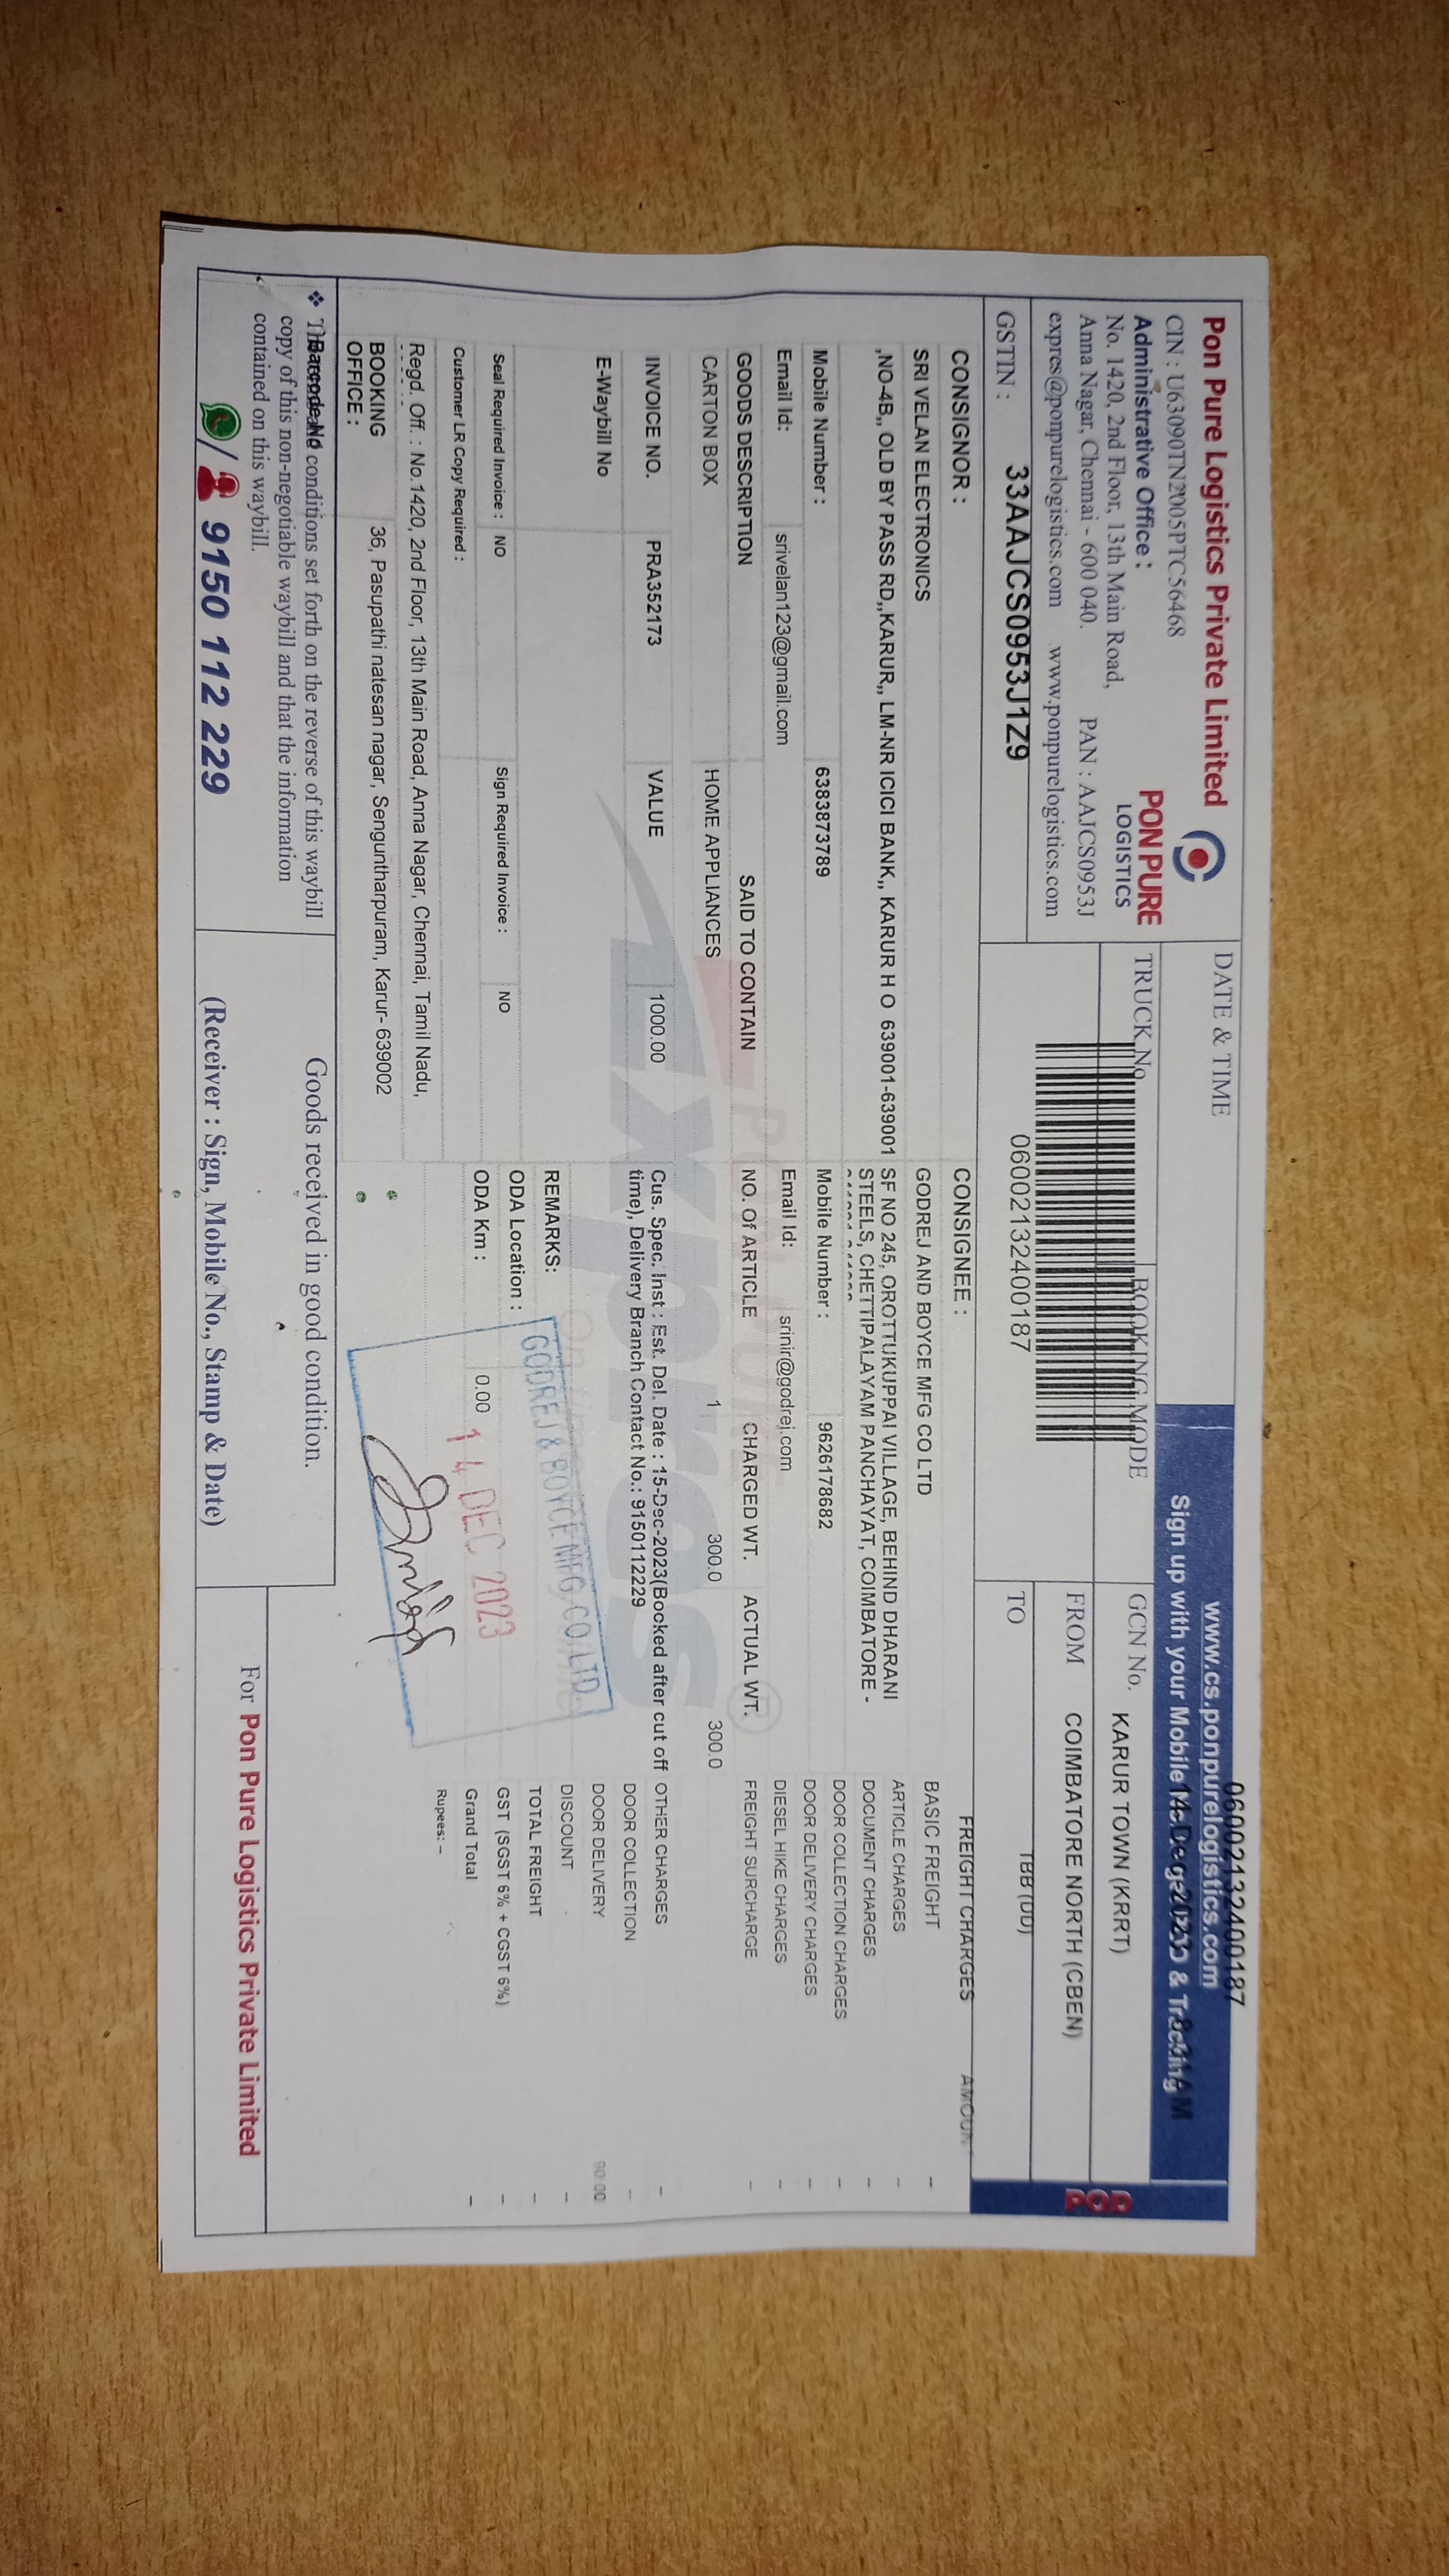 Pon Pure Logistics Private Limited
CIN : U63090TN2005PTC56468
Administrative Office :
No. 1420, 2nd Floor, 13th Main Road,
Anna Nagar, Chennai - 600 040. PAN : AAJCS0953J
expres@ponpurelogistics.com www.ponpurelogistics.com
PON PURE
LOGISTICS
GSTIN : 33AAJCS0953J1Z9
DATE & TIME
TRUCK No. BOOKING MODE
06002132400187
06002132400187
www.cs.ponpurelogistics.com
Sign up with your Mobile & Tracking
GCN No. KARUR TOWN (KRRT)
FROM COIMBATORE NORTH (CBEN)
TO TBB (DD)
POD
CONSIGNOR :
SRI VELAN ELECTRONICS
,NO-4B,, OLD BY PASS RD,,KARUR,, LM-NR ICICI BANK,, KARUR H O 639001-639001
Mobile Number : 6383873789
Email Id: srivelan123@gmail.com
CONSIGNEE :
GODREJ AND BOYCE MFG CO LTD
SF NO 245, OROTTUKUPPAI VILLAGE, BEHIND DHARANI
STEELS, CHETTIPALAYAM PANCHAYAT, COIMBATORE -
Mobile Number : 9626178682
Email Id: srinir@godrej.com
GOODS DESCRIPTION SAID TO CONTAIN NO. Of ARTICLE CHARGED WT. ACTUAL WT.
CARTON BOX HOME APPLIANCES 1 300.0 300.0
INVOICE NO. PRA352173 VALUE 1000.00
E-Waybill No
Cus. Spec. Inst : Est. Del. Date : 15-Dec-2023(Booked after cut off
time), Delivery Branch Contact No.: 9150112229
REMARKS:
Seal Required Invoice : NO Sign Required Invoice : NO
ODA Location :
Customer LR Copy Required :
ODA Km : 0.00
Regd. Off. : No.1420, 2nd Floor, 13th Main Road, Anna Nagar, Chennai, Tamil Nadu,
BOOKING
OFFICE : 36, Pasupathi natesan nagar, Senguntharpuram, Karur- 639002
GODREJ & BOYCE MFG. CO. LTD.
14 DEC 2023
FREIGHT CHARGES AMOUN
BASIC FREIGHT -
ARTICLE CHARGES -
DOCUMENT CHARGES -
DOOR COLLECTION CHARGES -
DOOR DELIVERY CHARGES -
DIESEL HIKE CHARGES -
FREIGHT SURCHARGE -
OTHER CHARGES -
DOOR COLLECTION -
DOOR DELIVERY 90.00
DISCOUNT -
TOTAL FREIGHT -
GST (SGST 6% + CGST 6%) -
Grand Total -
Rupees: –
conditions set forth on the reverse of this waybill
copy of this non-negotiable waybill and that the information
contained on this waybill.
/ 9150 112 229
Goods received in good condition.
(Receiver : Sign, Mobile No., Stamp & Date)
For Pon Pure Logistics Private Limited